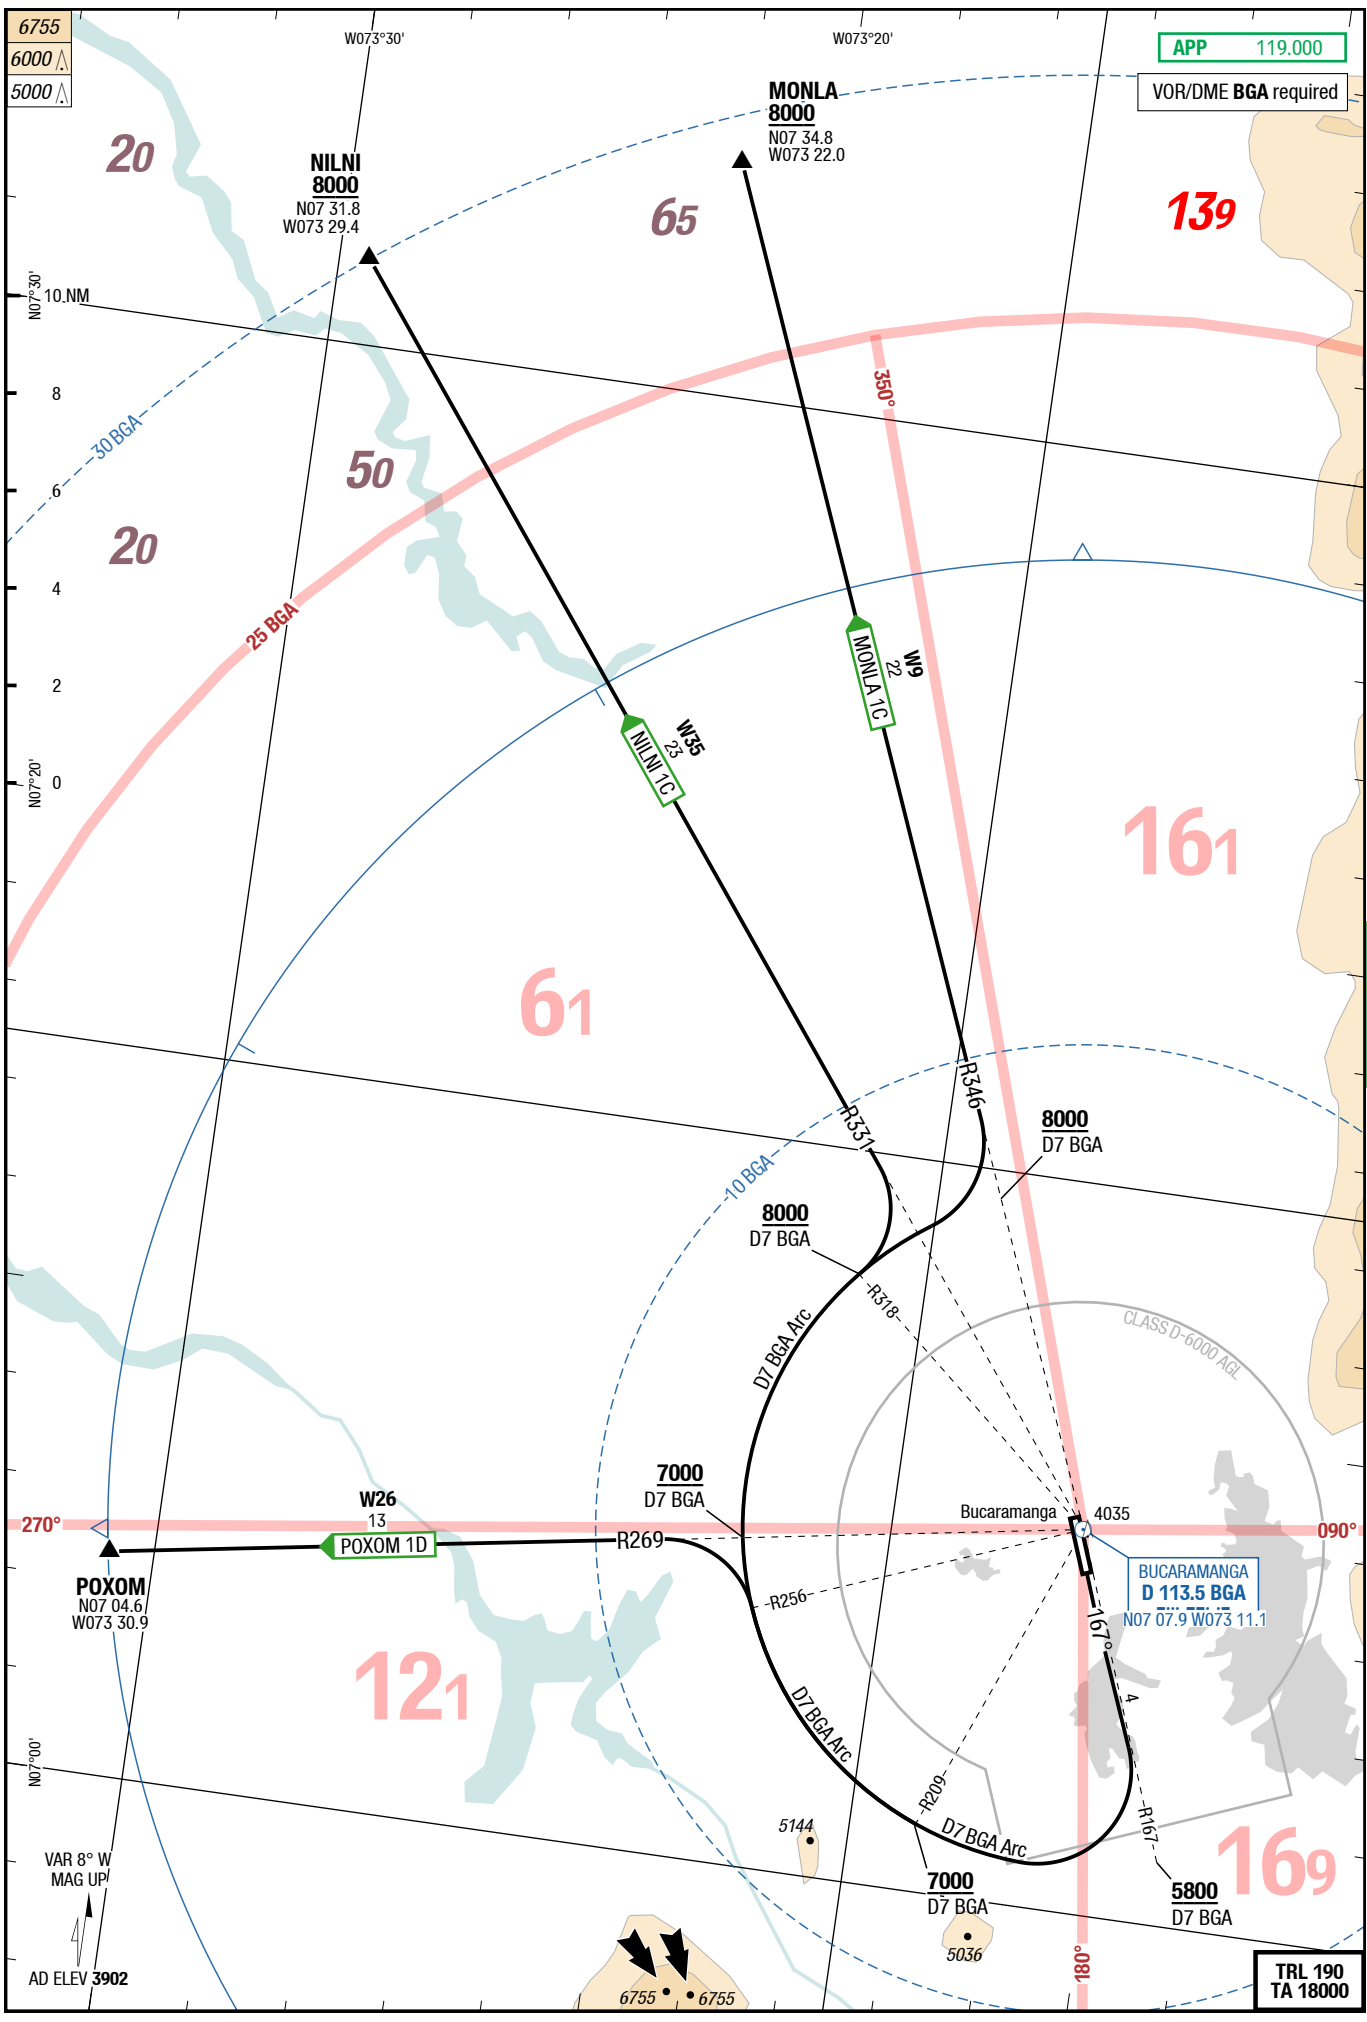 6755
6000
5000
W073°30'
W073°20'
APP 119.000
VOR/DME BGA required
MONLA
8000
N07 34.8
W073 22.0
NILNI
8000
N07 31.8
W073 29.4
20
65
139
N07°30'
10 NM
8
6
4
2
0
30 BGA
50
20
350°
25 BGA
MONLA 1C
W9
22
NILNI 1C
W35
23
N07°20'
161
61
R346
R331
8000
D7 BGA
10 BGA
8000
D7 BGA
R318
CLASS D-6000 AGL
D7 BGA Arc
7000
D7 BGA
W26
13
270°
POXOM 1D
R269
Bucaramanga
4035
090°
POXOM
N07 04.6
W073 30.9
R256
BUCARAMANGA
D 113.5 BGA
N07 07.9 W073 11.1
167°
121
4
D7 BGA Arc
N07°00'
R209
R167
5144
D7 BGA Arc
169
VAR 8° W
MAG UP
7000
D7 BGA
5800
D7 BGA
5036
180°
AD ELEV 3902
6755
6755
TRL 190
TA 18000